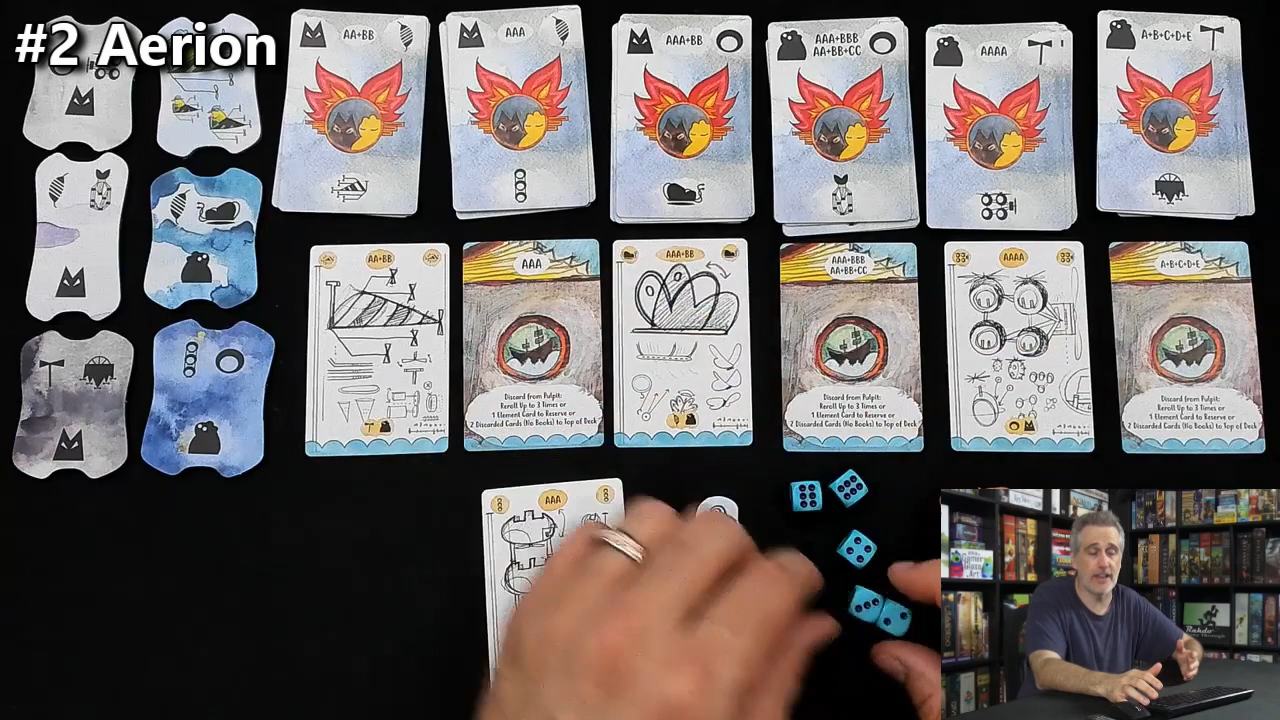 #2 Aerion
AA+BB
AAA
AAA+BB
AAA+BBB
AA+BB+CC
AAAA
A+B+C+D+E
AA+BB
AAA
Discard from Pulpit:
Reroll Up to 3 Times or
1 Element Card to Reserve or
2 Discarded Cards (No Books) to Top of Deck
AAA+BB
AAA+BBB
AA+BB+CC
Discard from Pulpit:
Reroll Up to 3 Times or
1 Element Card to Reserve or
2 Discarded Cards (No Books) to Top of Deck
AAAA
A+B+C+D+E
Discard from Pulpit:
Reroll Up to 3 Times or
1 Element Card to Reserve or
2 Discarded Cards (No Books) to Top of Deck
AAA
Rahdo